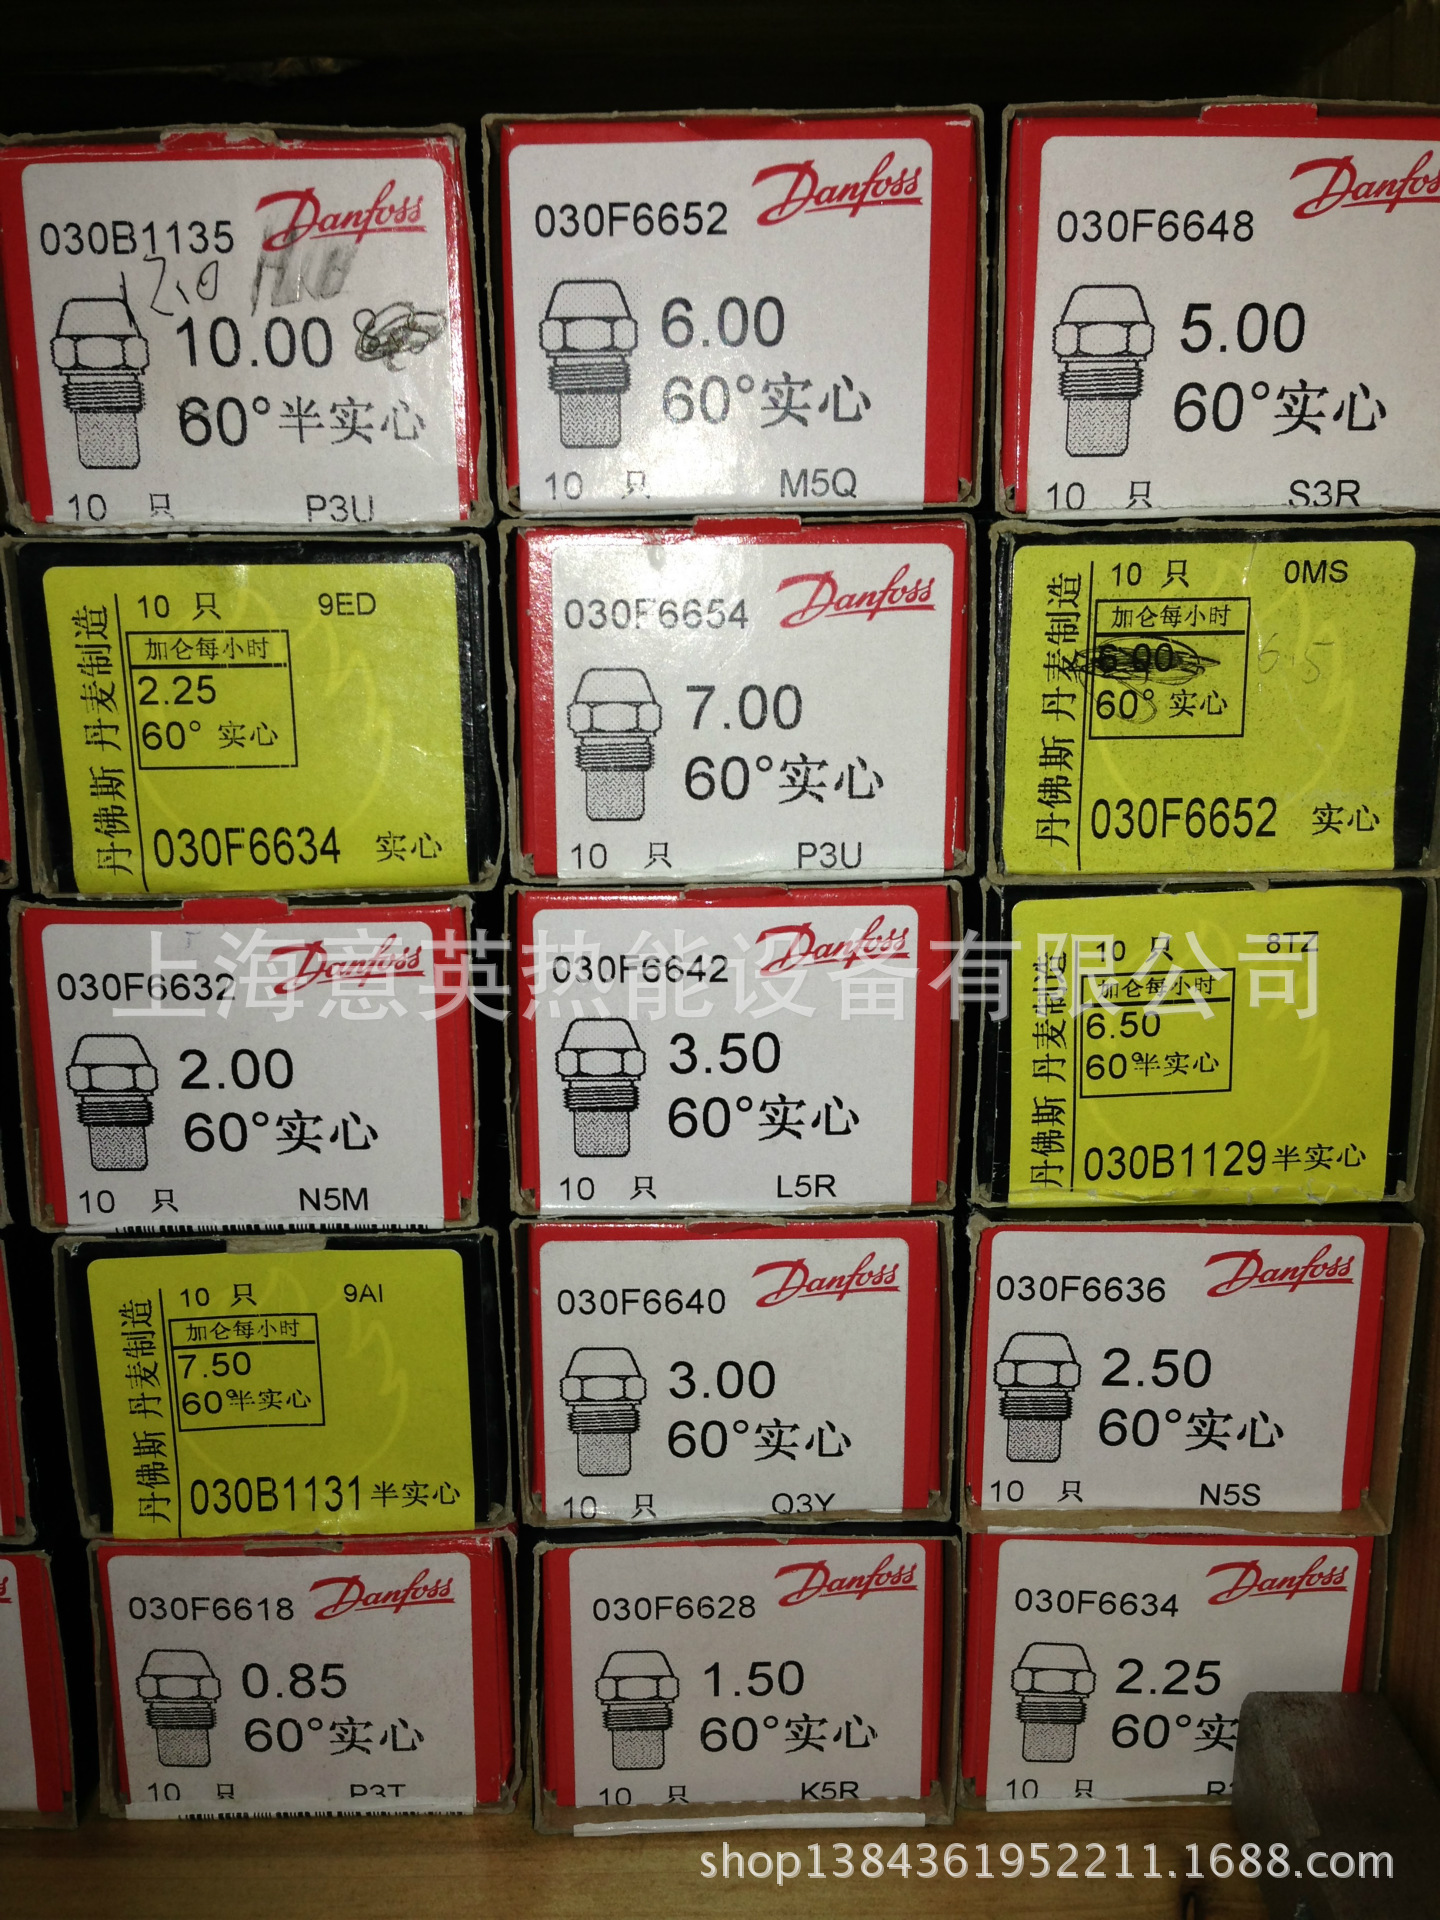 Danfoss
030B1135
2.0
10.00
60°半实心
10 只 P3U
Danfoss
030F6652
6.00
60°实心
10 只 M5Q
Danfoss
030F6648
5.00
60°实心
10 只 S3R
丹佛斯 丹麦制造
10 只 9ED
加仑每小时
2.25
60° 实心
030F6634 实心
Danfoss
030F6654
7.00
60°实心
10 只 P3U
丹佛斯 丹麦制造
10 只 0MS
加仑每小时
6.00 6.5
60° 实心
030F6652 实心
Danfoss
030F6632
2.00
60°实心
10 只 N5M
Danfoss
030F6642
3.50
60°实心
10 只 L5R
丹佛斯 丹麦制造
10 只 8TZ
加仑每小时
6.50
60°半实心
030B1129半实心
上海意英热能设备有限公司
丹佛斯 丹麦制造
10 只 9AI
加仑每小时
7.50
60°半实心
030B1131半实心
Danfoss
030F6640
3.00
60°实心
10 只 Q3Y
Danfoss
030F6636
2.50
60°实心
10 只 N5S
Danfoss
030F6618
0.85
60°实心
10 只 P3T
Danfoss
030F6628
1.50
60°实心
10 只 K5R
Danfoss
030F6634
2.25
60°实
10 只
shop1384361952211.1688.com